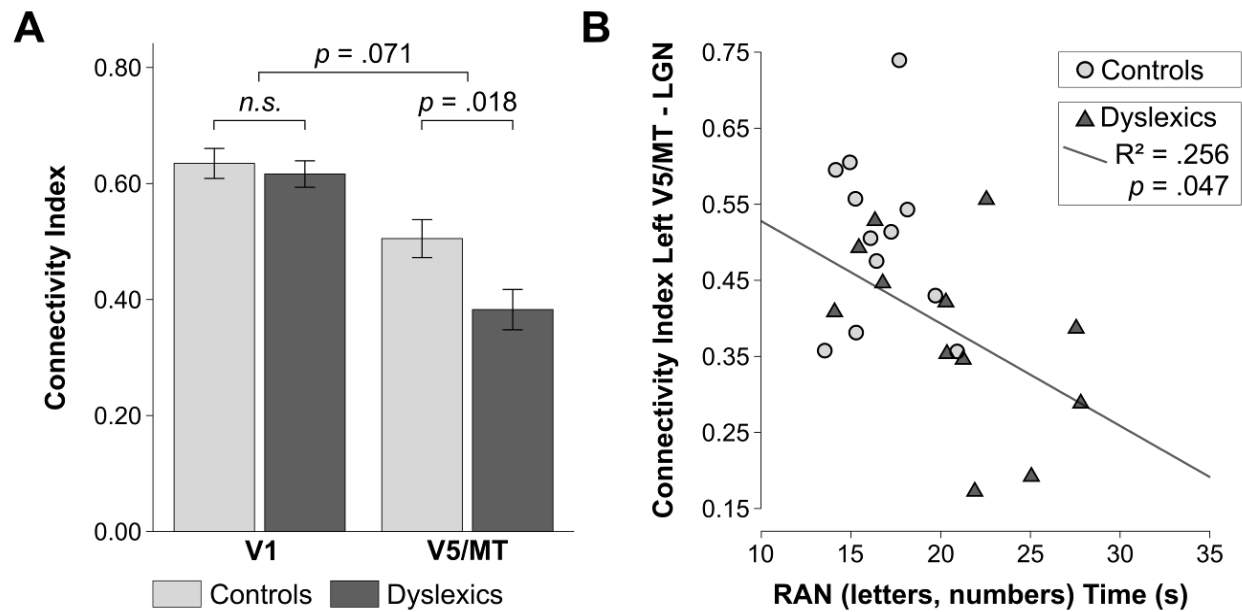 A
Connectivity Index
0.80
0.60
0.40
0.20
0.00
p = .071
n.s.
p = .018
V1
V5/MT
Controls
Dyslexics
B
Connectivity Index Left V5/MT - LGN
0.75
0.65
0.55
0.45
0.35
0.25
0.15
Controls
Dyslexics
R² = .256
p = .047
10
15
20
25
30
35
RAN (letters, numbers) Time (s)